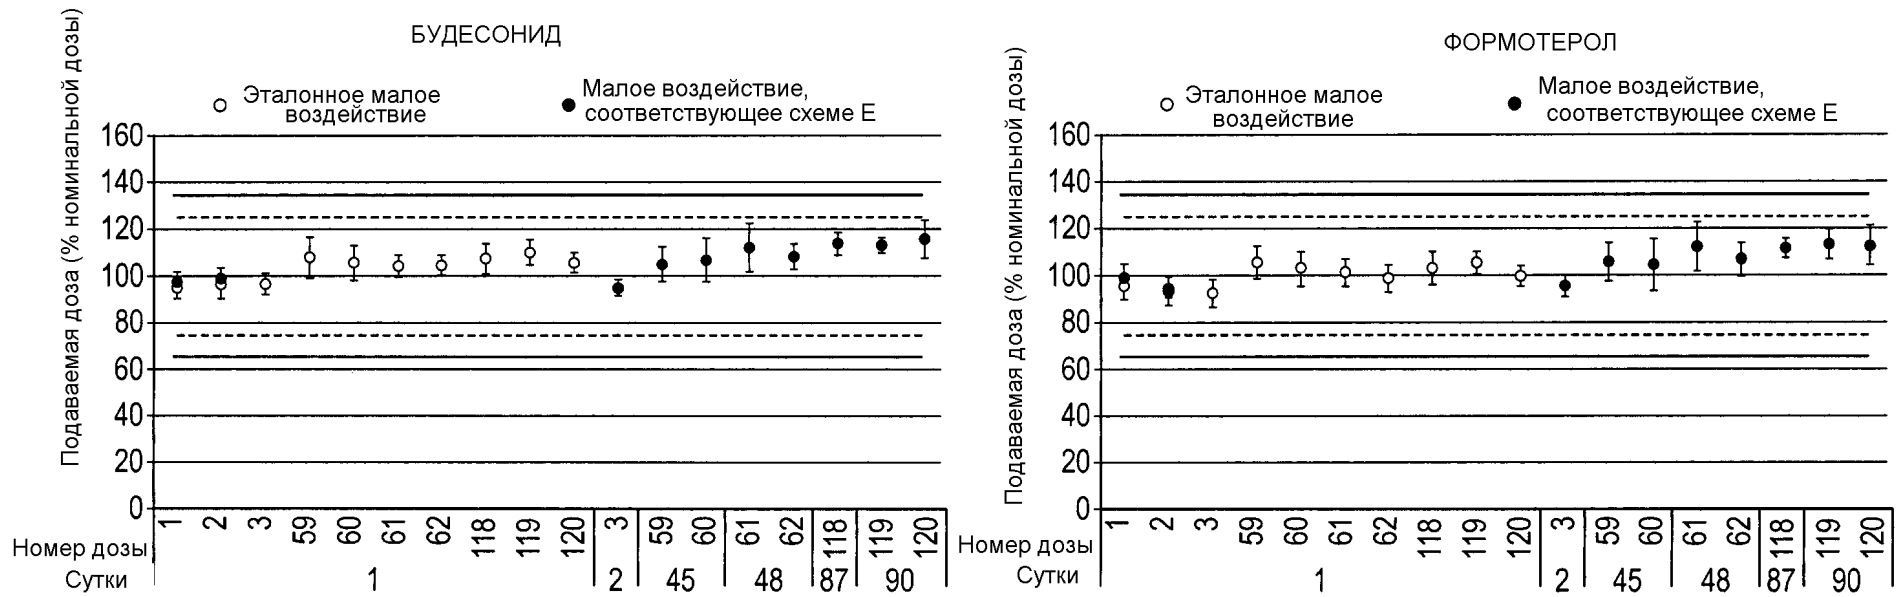 БУДЕСОНИД
Подаваемая доза (% номинальной дозы)
Эталонное малое
воздействие
Малое воздействие,
соответствующее схеме Е
160
140
120
100
80
60
40
20
0
1 2 3 59 60 61 62 118 119 120 3 59 60 61 62 118 119 120
Номер дозы
Сутки 1 2 45 48 87 90
ФОРМОТЕРОЛ
Подаваемая доза (% номинальной дозы)
Эталонное малое
воздействие
Малое воздействие,
соответствующее схеме Е
160
140
120
100
80
60
40
20
0
1 2 3 59 60 61 62 118 119 120 3 59 60 61 62 118 119 120
Номер дозы
Сутки 1 2 45 48 87 90